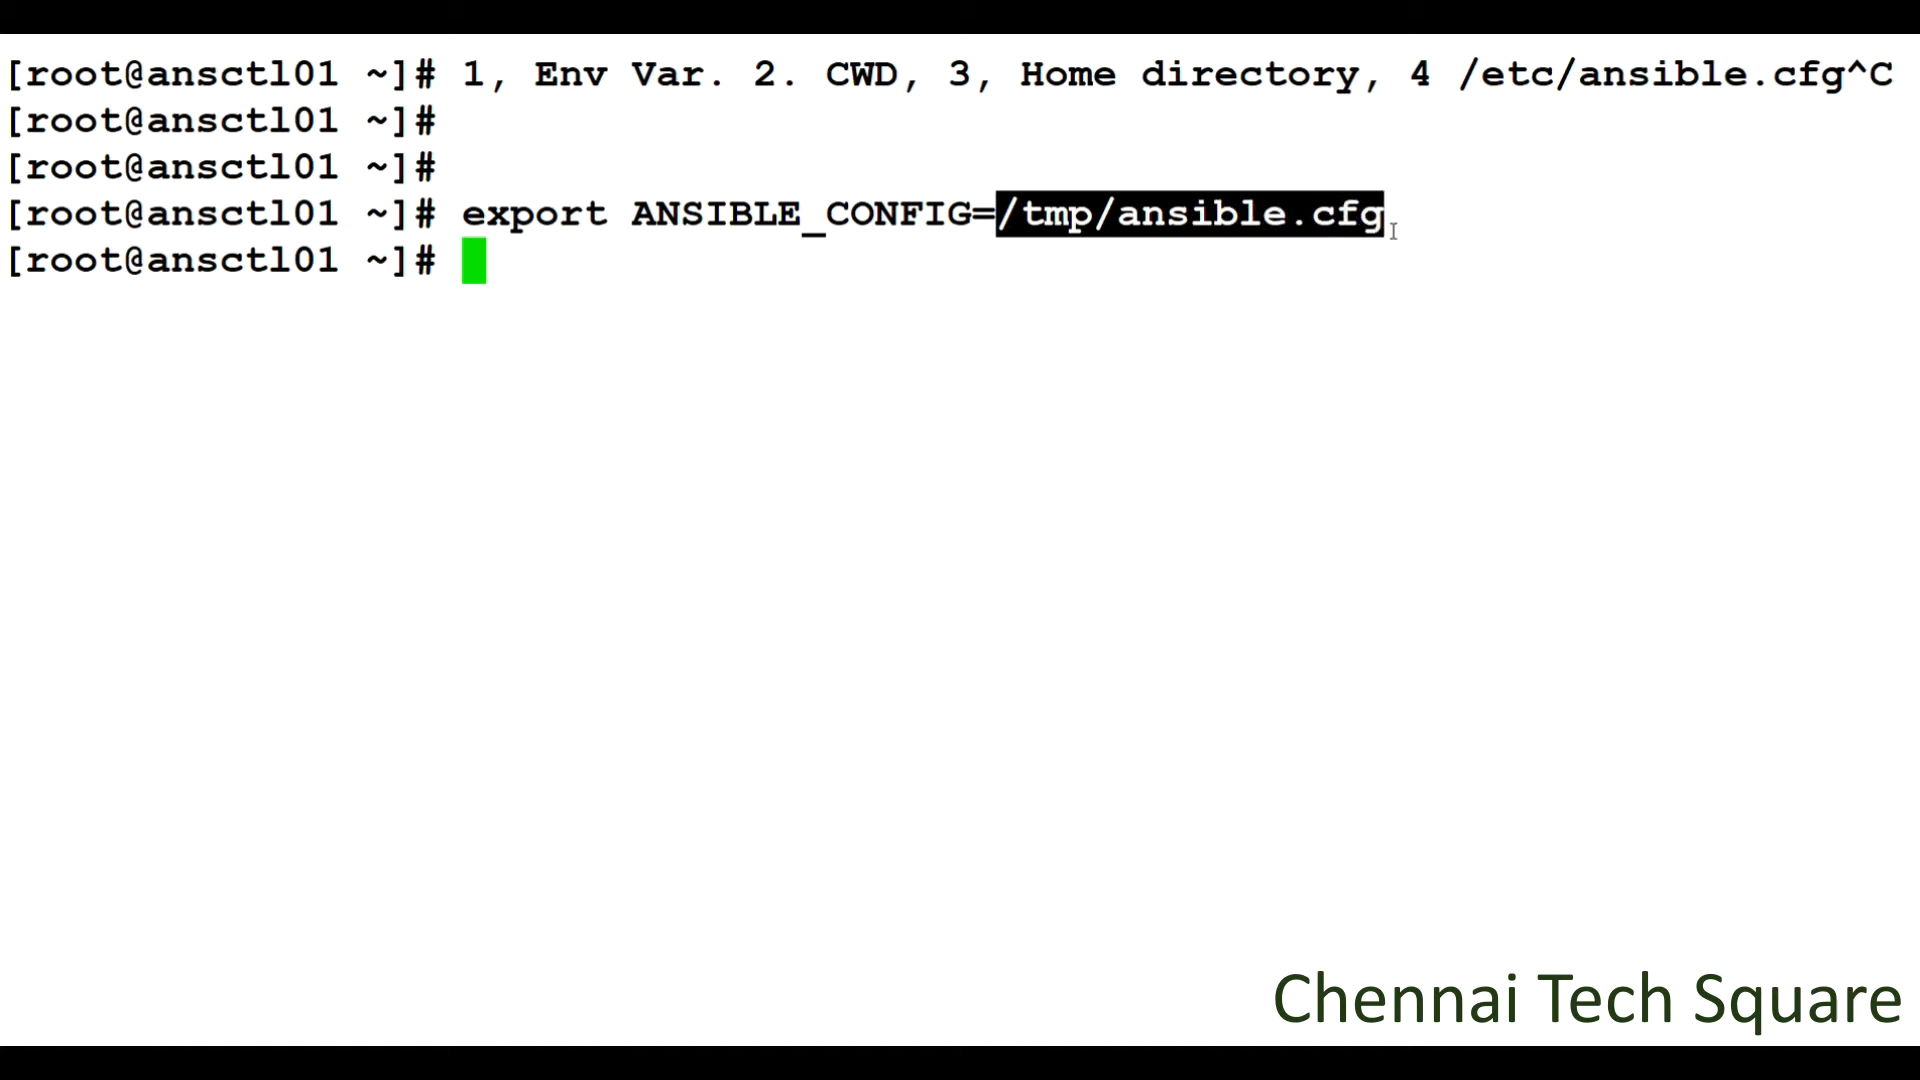 [root@ansctl01 ~]# 1, Env Var. 2. CWD, 3, Home directory, 4 /etc/ansible.cfg^C
[root@ansctl01 ~]#
[root@ansctl01 ~]#
[root@ansctl01 ~]# export ANSIBLE_CONFIG=/tmp/ansible.cfg
[root@ansctl01 ~]#
Chennai Tech Square